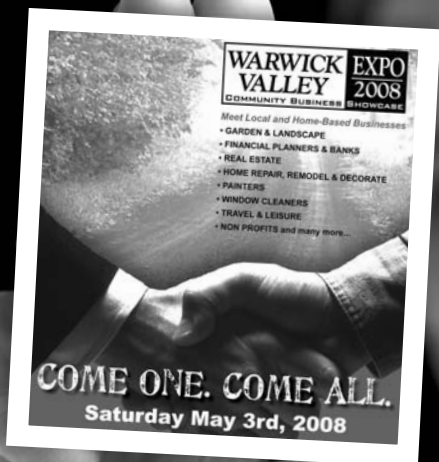 WARWICK EXPO
VALLEY 2008
COMMUNITY BUSINESS SHOWCASE
Meet Local and Home-Based Businesses
• GARDEN & LANDSCAPE
• FINANCIAL PLANNERS & BANKS
• REAL ESTATE
• HOME REPAIR, REMODEL & DECORATE
• PAINTERS
• WINDOW CLEANERS
• TRAVEL & LEISURE
• NON PROFITS and many more...
COME ONE. COME ALL.
Saturday May 3rd, 2008